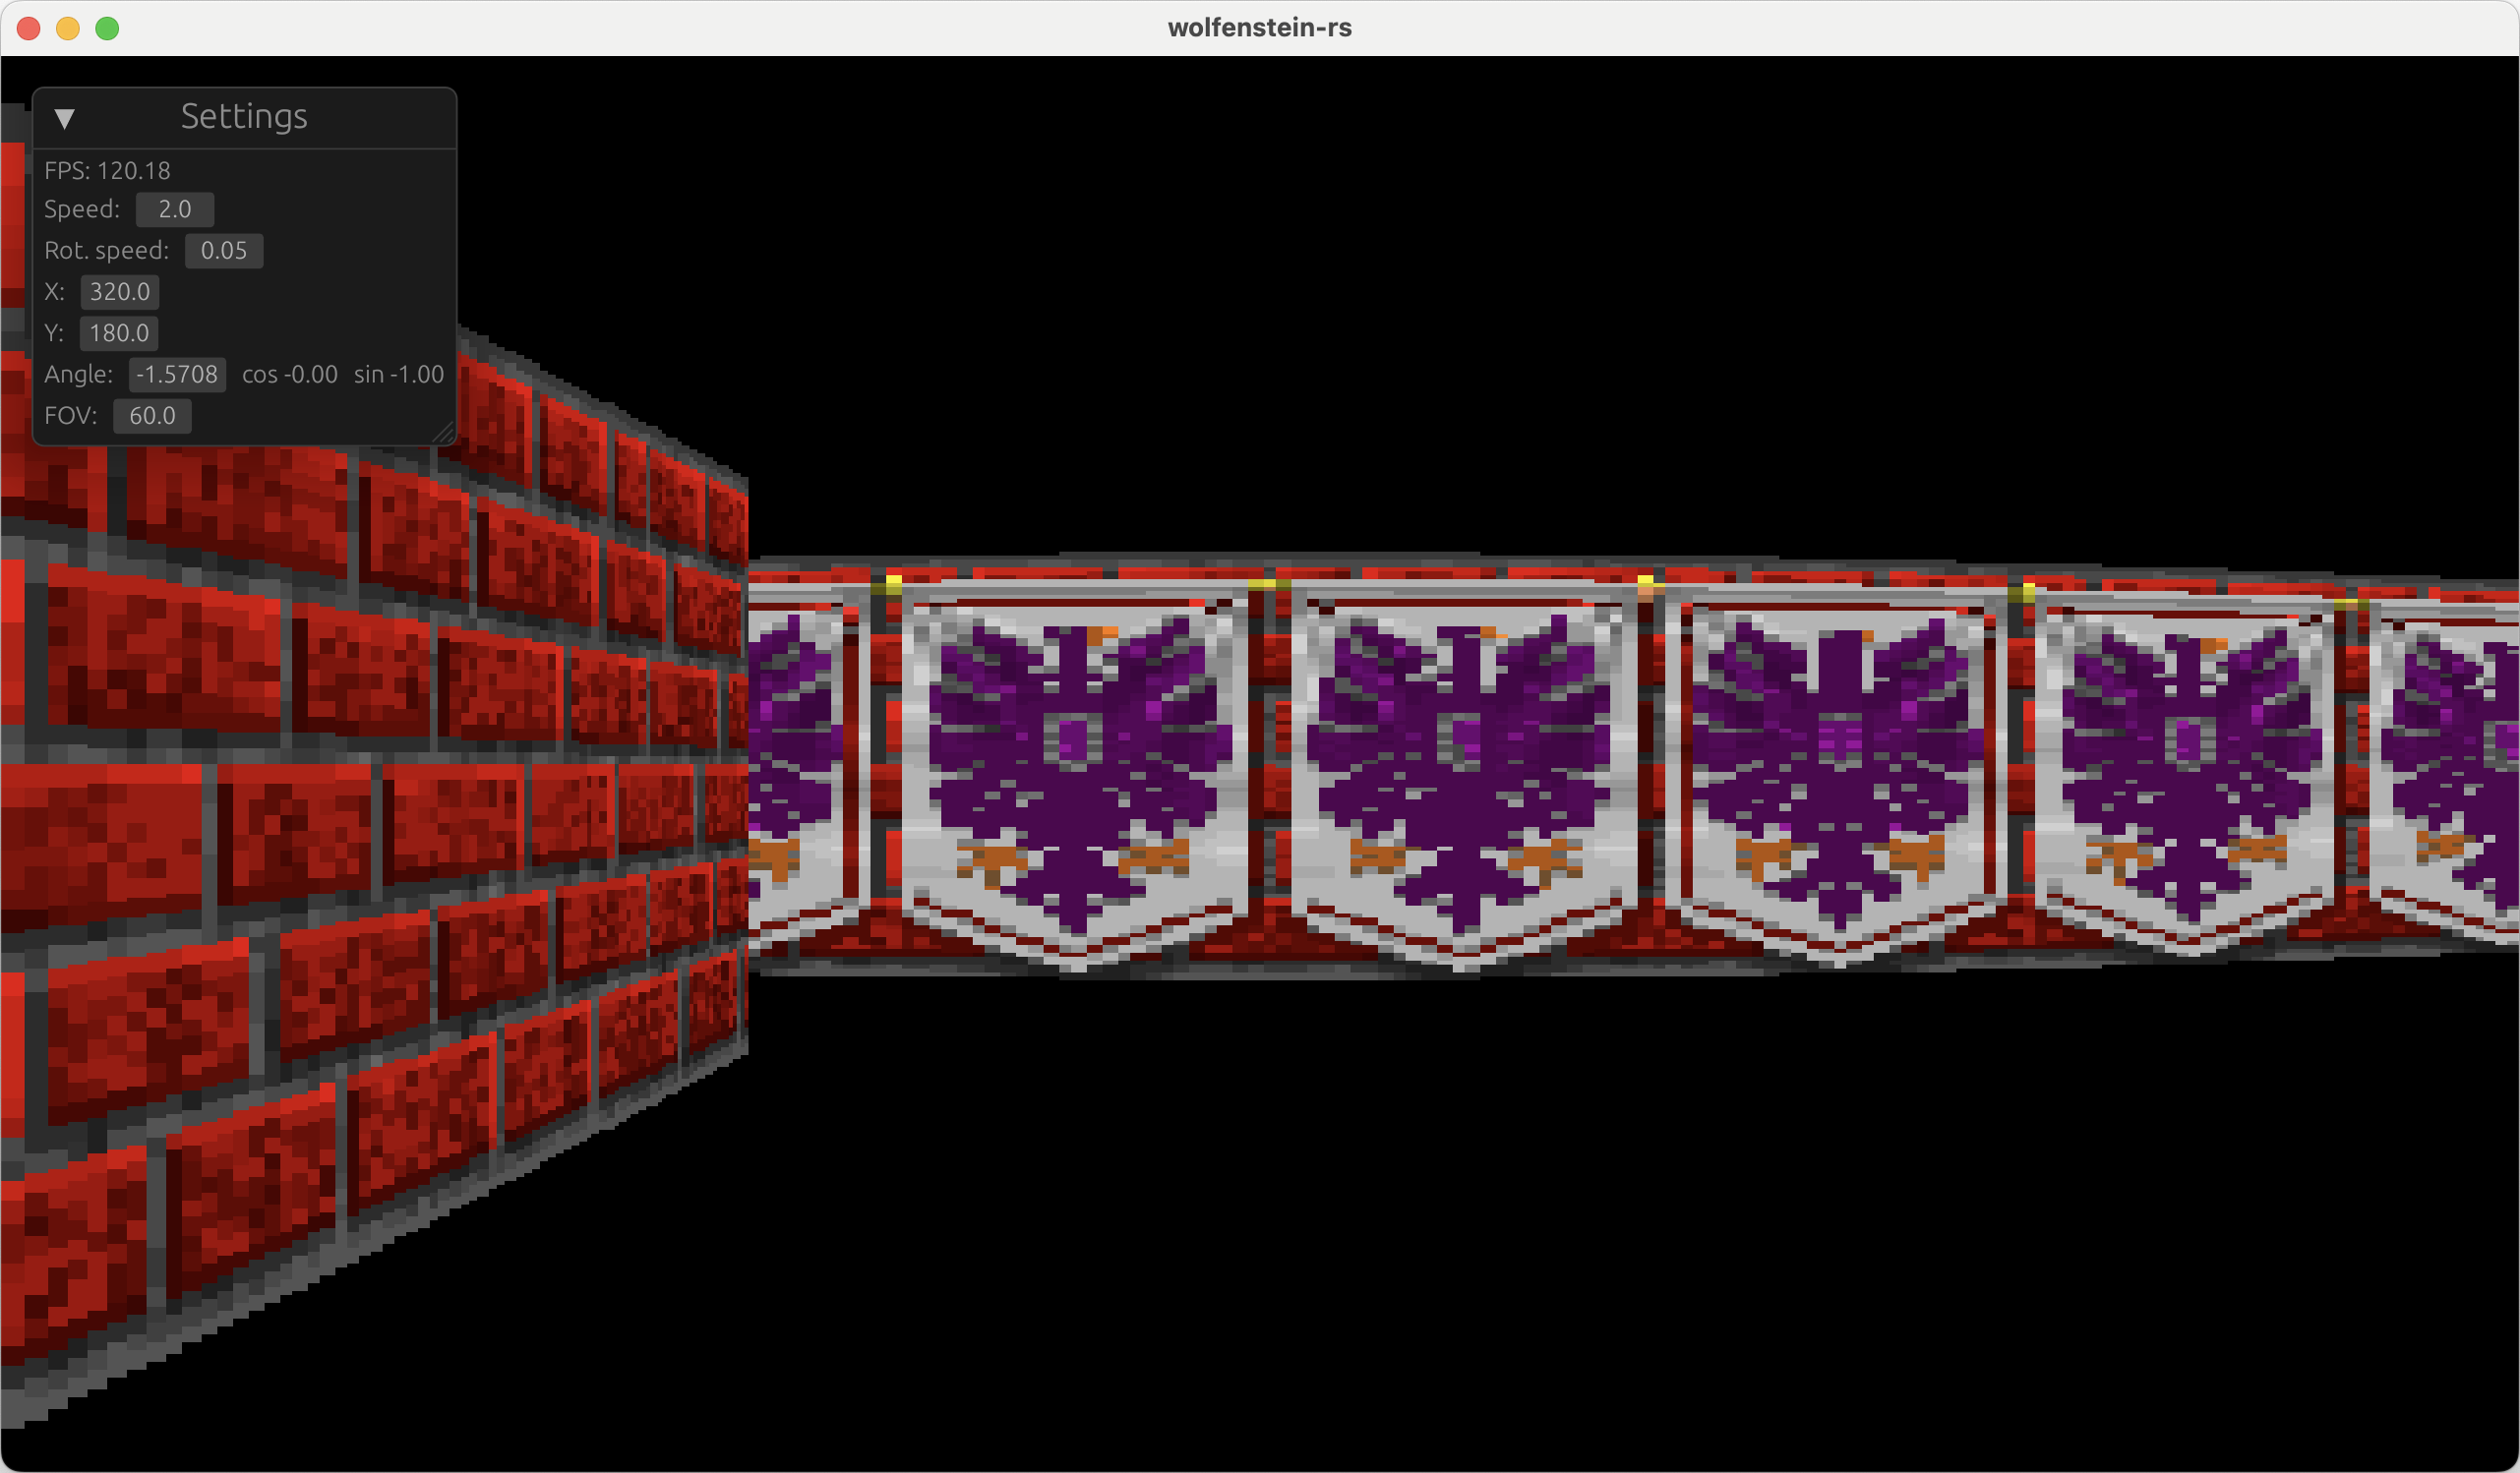 wolfenstein-rs
Settings
FPS: 120.18
Speed: 2.0
Rot. speed: 0.05
X: 320.0
Y: 180.0
Angle: -1.5708 cos -0.00 sin -1.00
FOV: 60.0